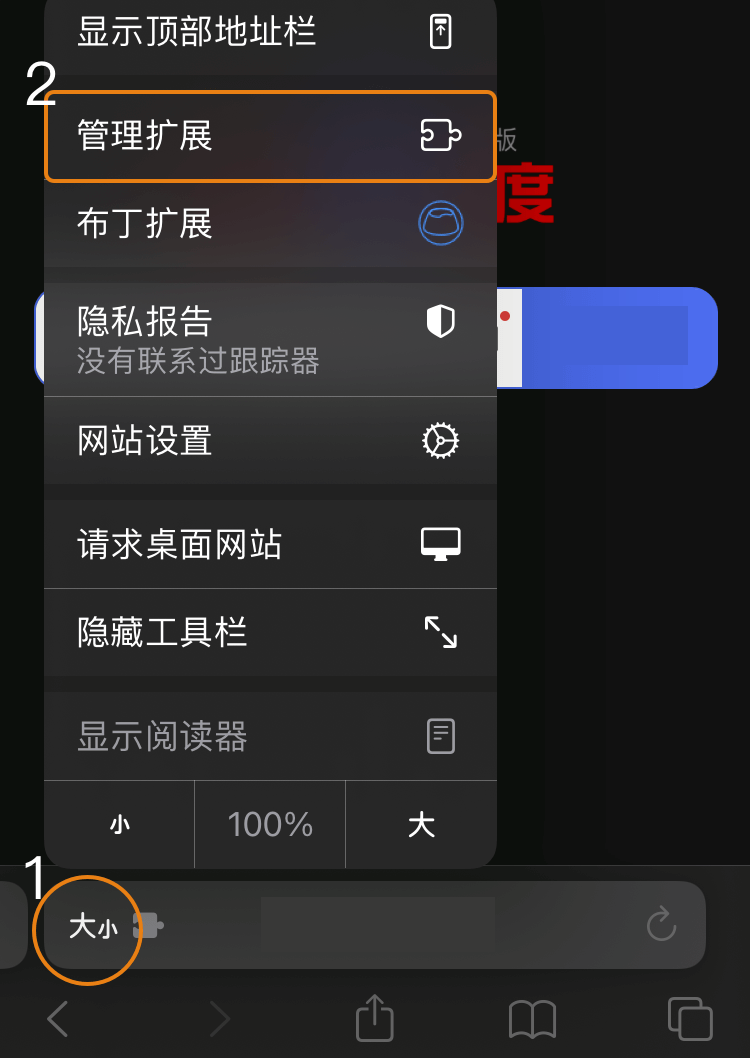 显示顶部地址栏
2
管理扩展
版
度
布丁扩展
隐私报告
没有联系过跟踪器
网站设置
请求桌面网站
隐藏工具栏
显示阅读器
小 100% 大
1
大小